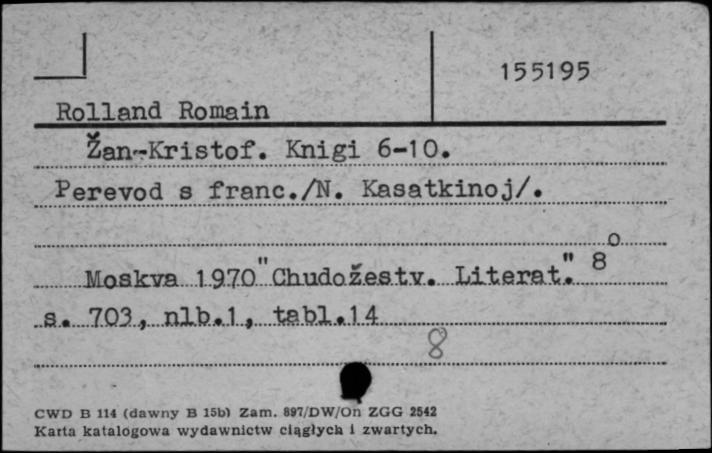 155195
Rolland Romain
Žan-Kristof. Knigi 6-10.
Perevod s franc./N. Kasatkinoj/.
Moskva 1970 "Chudožestv. Literat." 8°
s. 703, nlb.1, tabl.14
8
CWD B 114 (dawny B 15b) Zam. 897/DW/On ZGG 2542
Karta katalogowa wydawnictw ciągłych i zwartych.